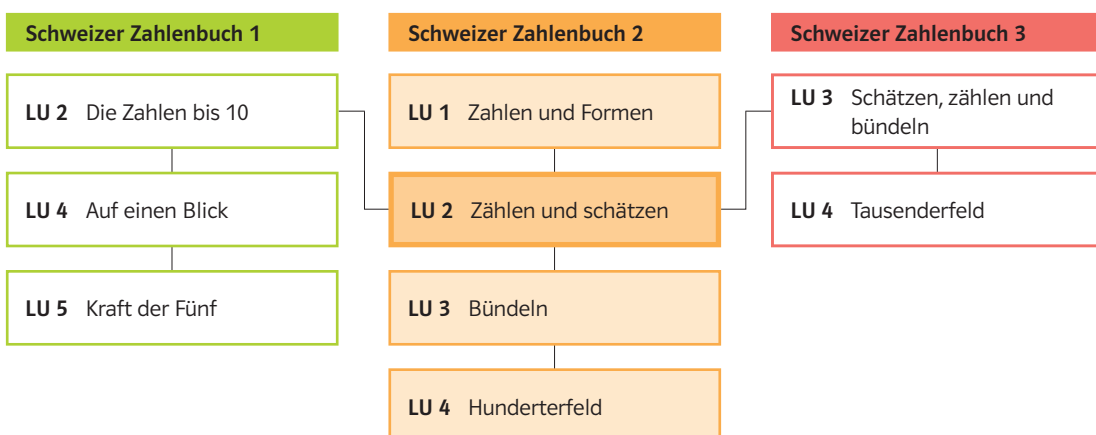 Schweizer Zahlenbuch 1
LU 2 Die Zahlen bis 10
LU 4 Auf einen Blick
LU 5 Kraft der Fünf
Schweizer Zahlenbuch 2
LU 1 Zahlen und Formen
LU 2 Zählen und schätzen
LU 3 Bündeln
LU 4 Hunderterfeld
Schweizer Zahlenbuch 3
LU 3 Schätzen, zählen und
bündeln
LU 4 Tausenderfeld